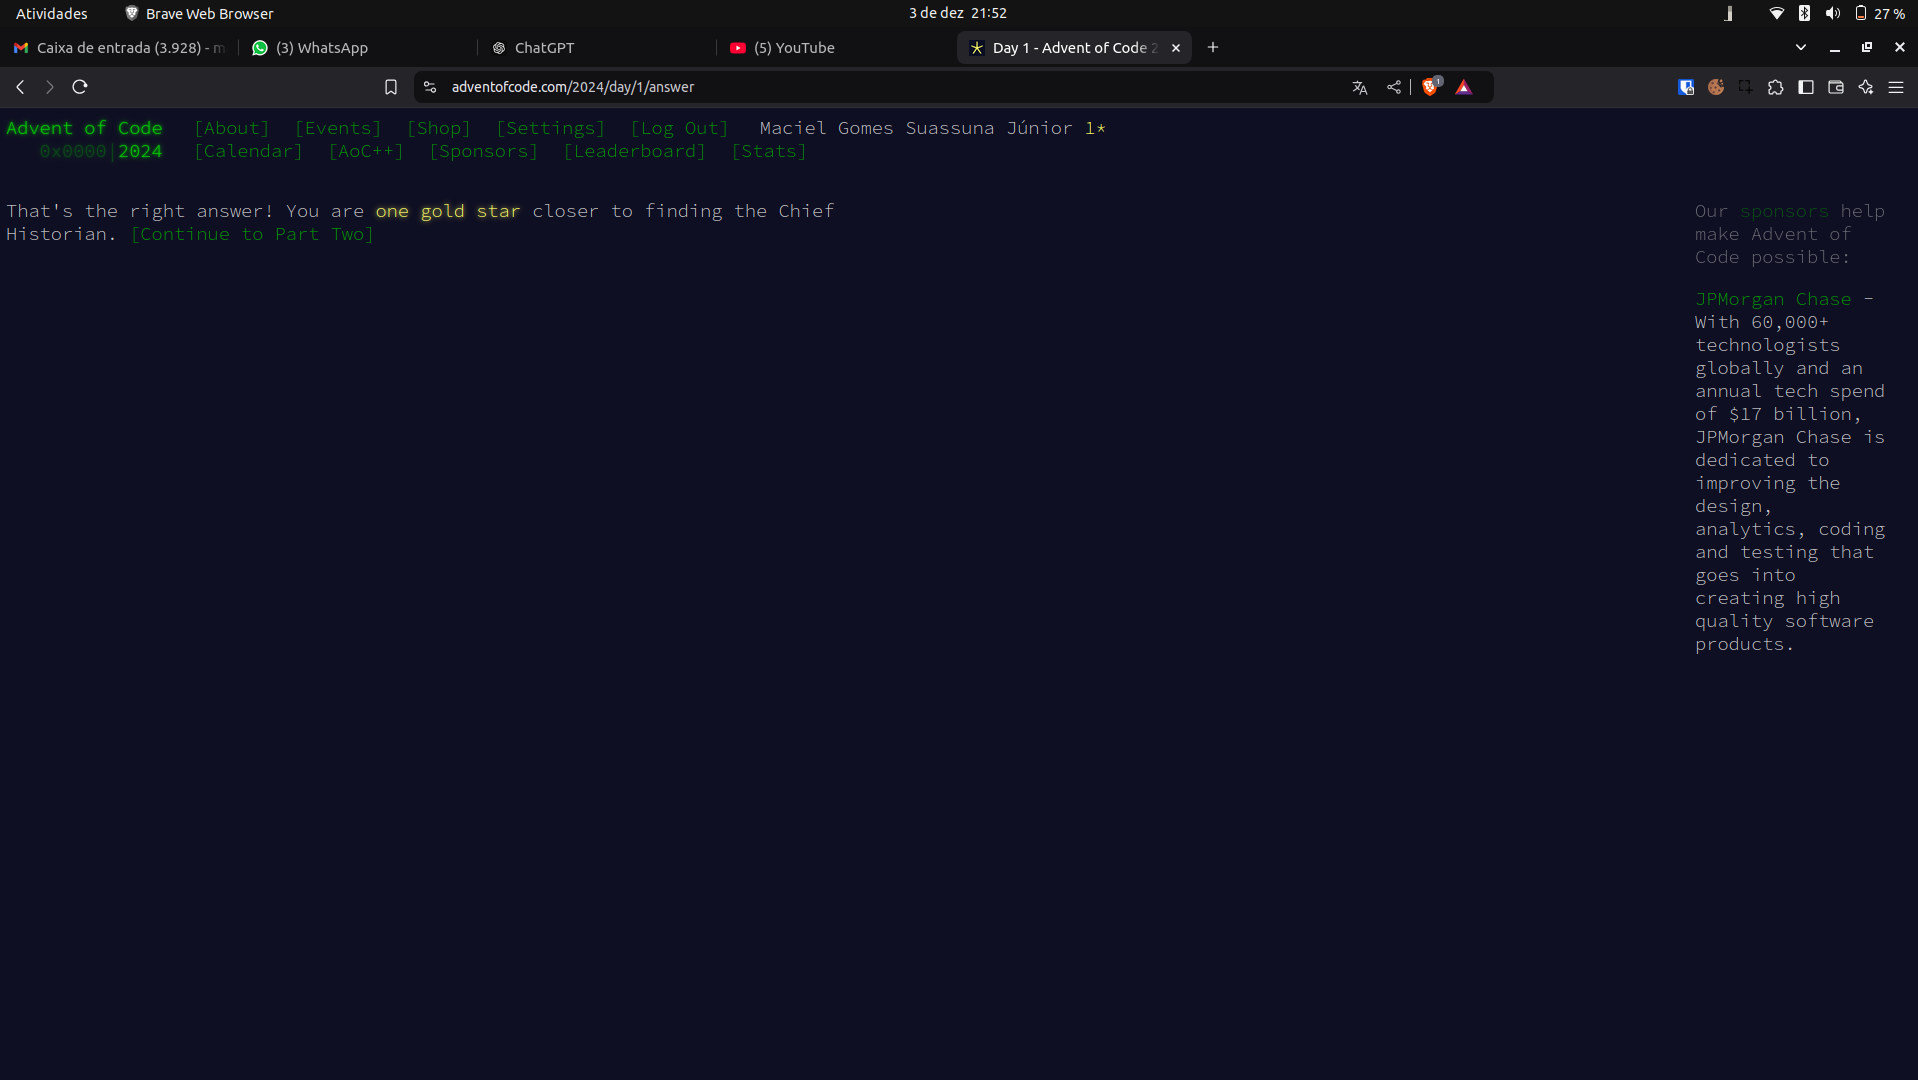 Atividades Brave Web Browser 3 de dez 21:52 27 %
Caixa de entrada (3.928) - m (3) WhatsApp ChatGPT (5) YouTube Day 1 - Advent of Code 2
adventofcode.com/2024/day/1/answer 1
Advent of Code [About] [Events] [Shop] [Settings] [Log Out] Maciel Gomes Suassuna Júnior 1*
0x0000|2024 [Calendar] [AoC++] [Sponsors] [Leaderboard] [Stats]
That's the right answer! You are one gold star closer to finding the Chief
Historian. [Continue to Part Two]
Our sponsors help
make Advent of
Code possible:
JPMorgan Chase -
With 60,000+
technologists
globally and an
annual tech spend
of $17 billion,
JPMorgan Chase is
dedicated to
improving the
design,
analytics, coding
and testing that
goes into
creating high
quality software
products.